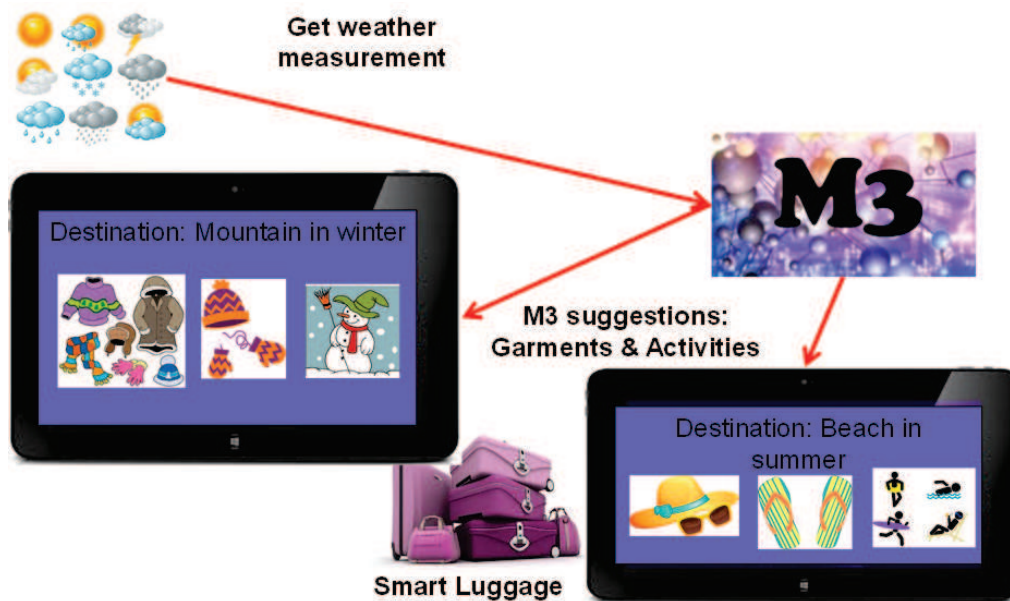 Get weather
measurement
M3
Destination: Mountain in winter
M3 suggestions:
Garments & Activities
Destination: Beach in
summer
Smart Luggage